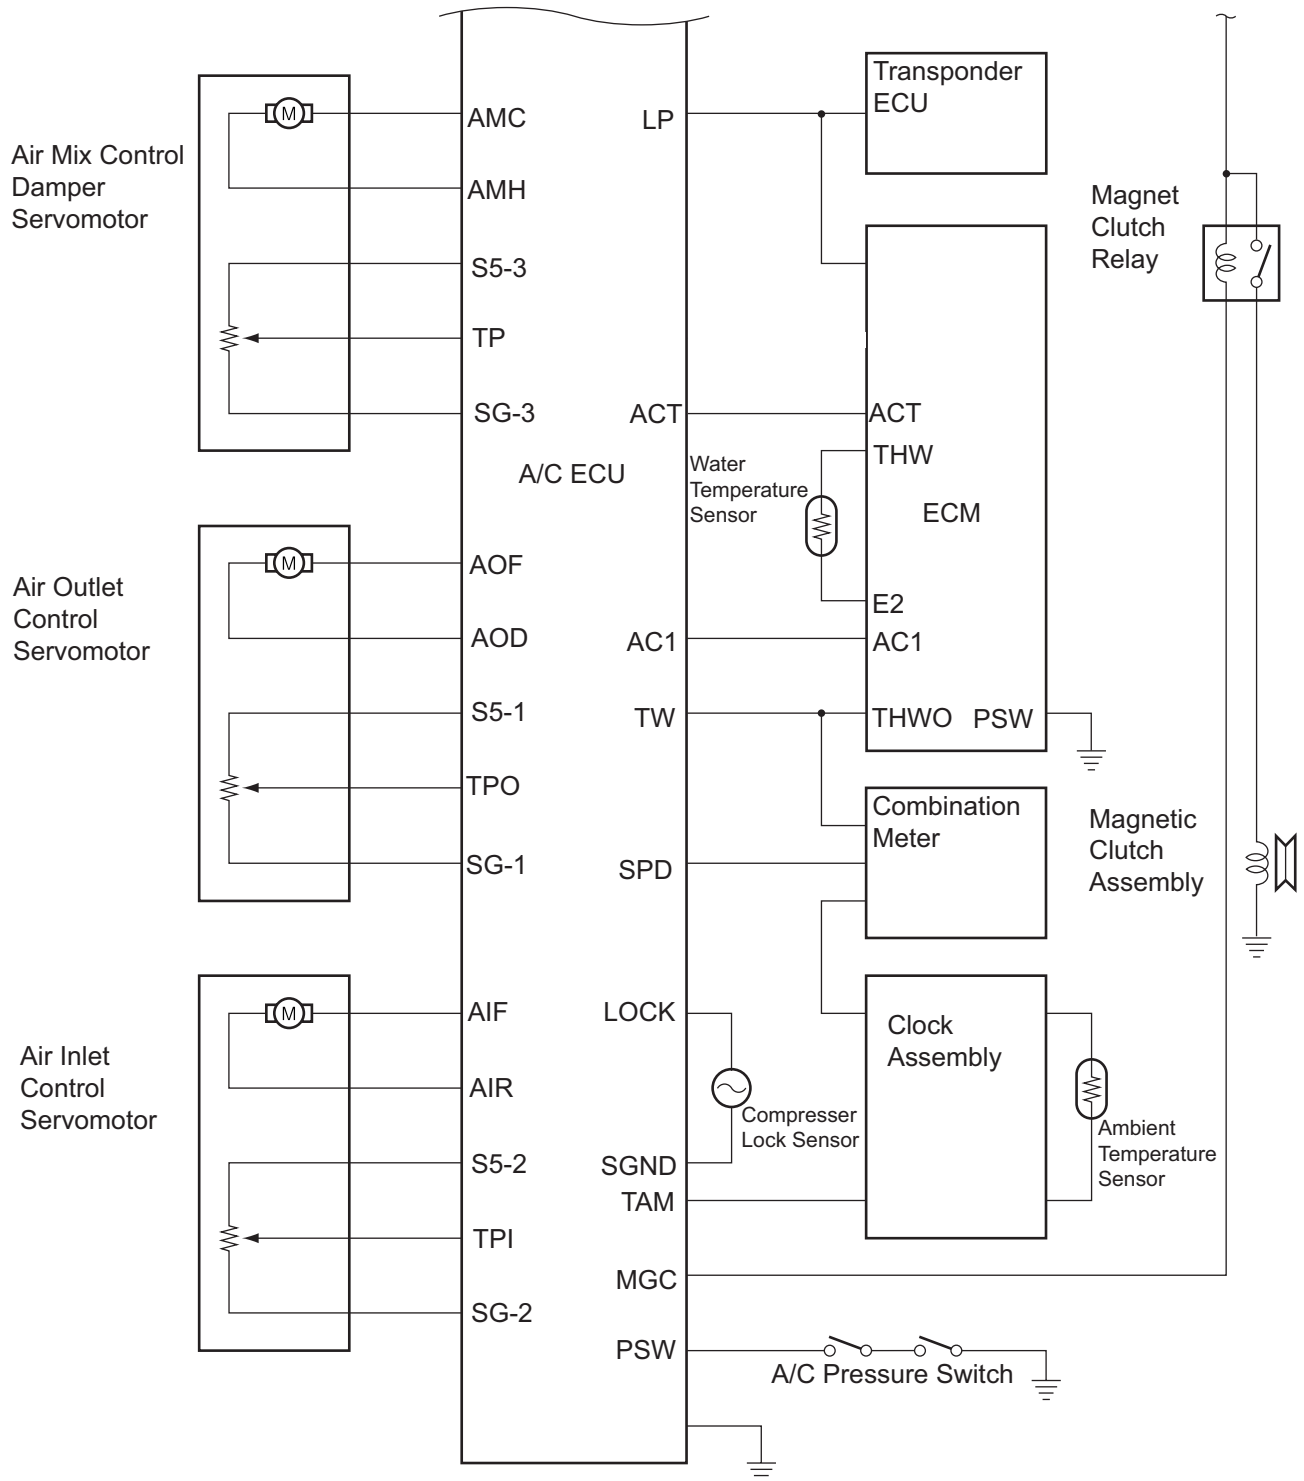 Air Mix Control
Damper
Servomotor
M
AMC
AMH
S5-3
TP
SG-3
Air Outlet
Control
Servomotor
M
AOF
AOD
S5-1
TPO
SG-1
Air Inlet
Control
Servomotor
M
AIF
AIR
S5-2
TPI
SG-2
A/C ECU
LP
ACT
AC1
TW
SPD
LOCK
SGND
TAM
MGC
PSW
Water
Temperature
Sensor
Compresser
Lock Sensor
A/C Pressure Switch
Transponder
ECU
ACT
THW
ECM
E2
AC1
THWO
PSW
Combination
Meter
Clock
Assembly
Ambient
Temperature
Sensor
Magnet
Clutch
Relay
Magnetic
Clutch
Assembly